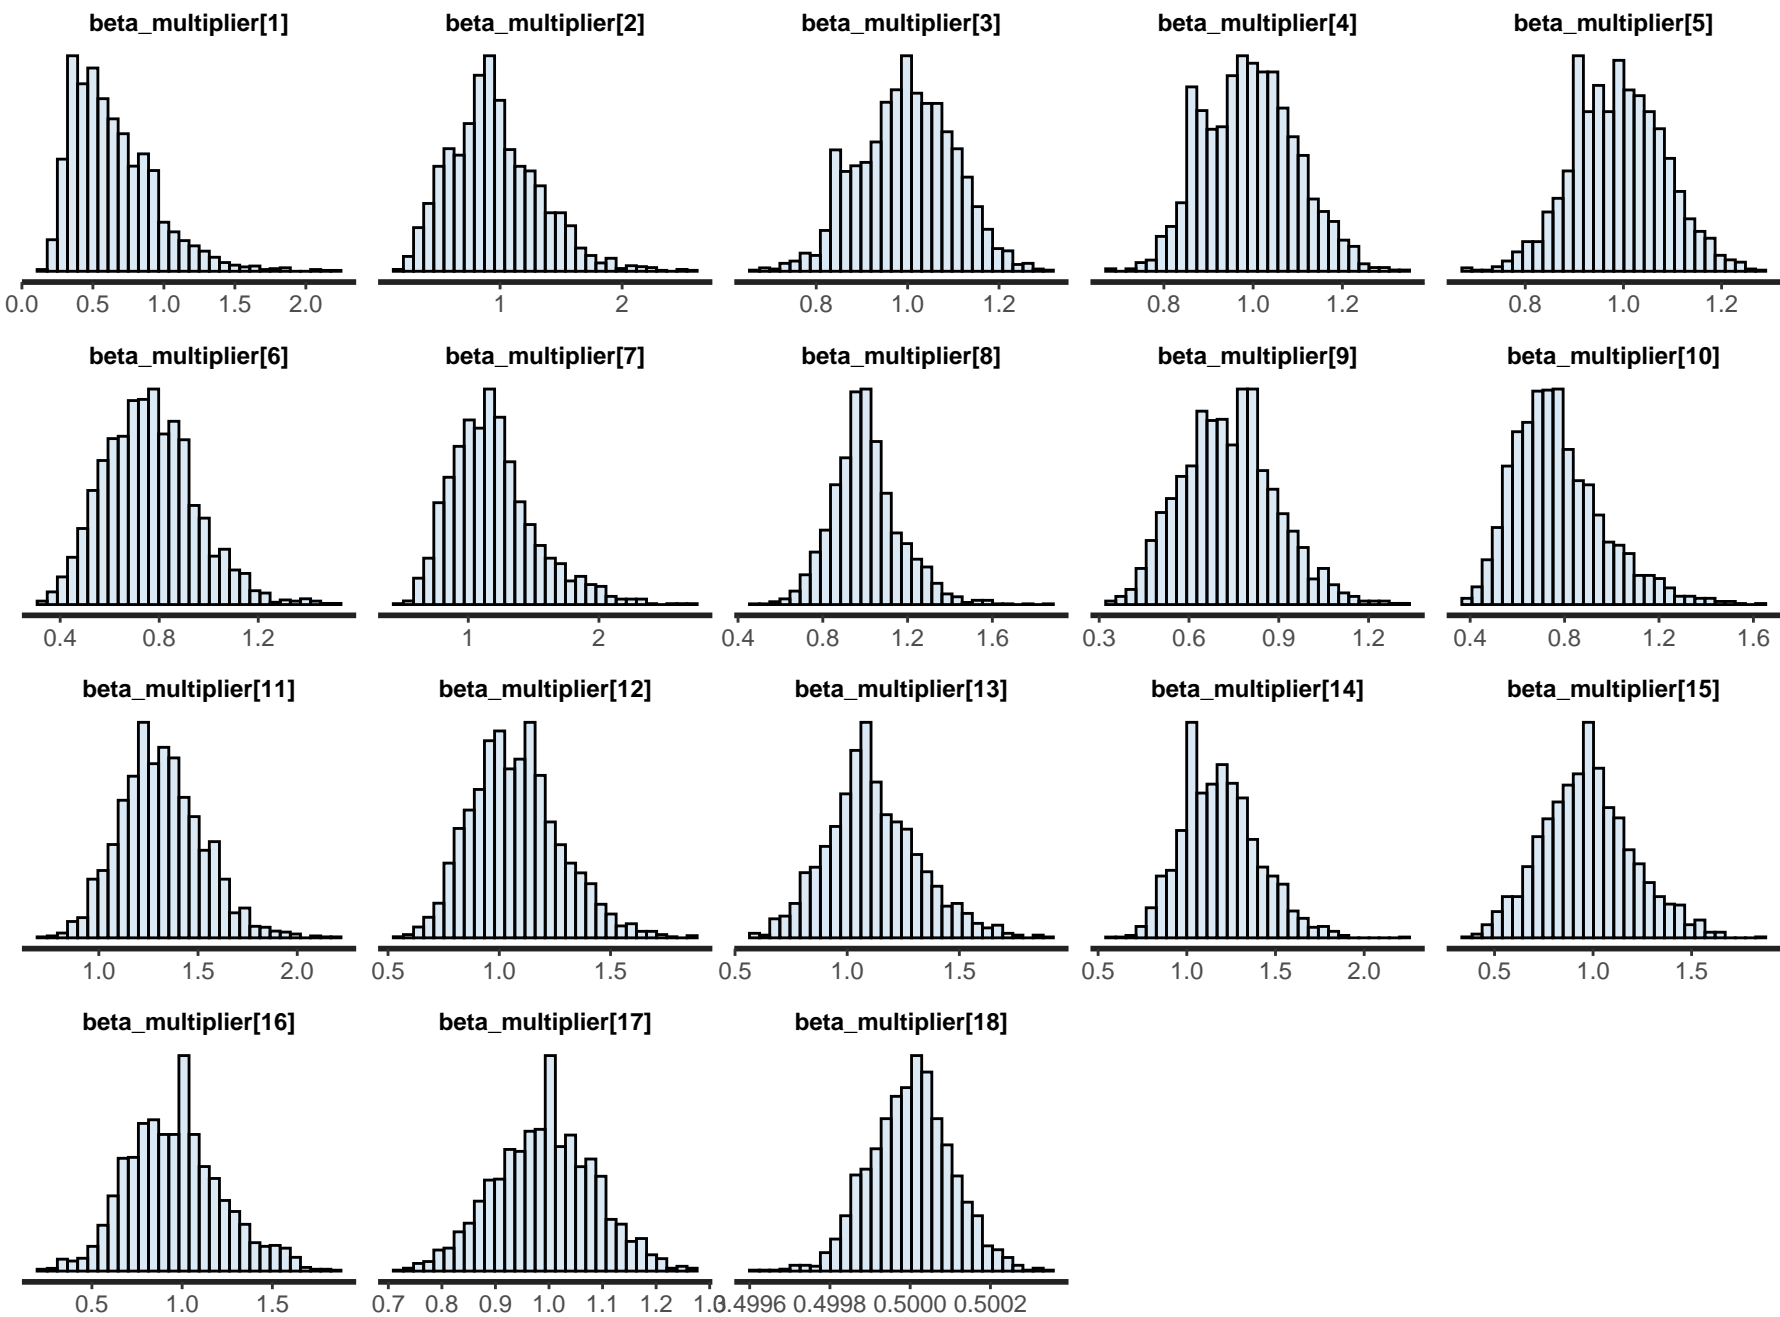 beta_multiplier[1] beta_multiplier[2] beta_multiplier[3] beta_multiplier[4] beta_multiplier[5]
0.0 0.5 1.0 1.5 2.0 1 2 0.8 1.0 1.2 0.8 1.0 1.2 0.8 1.0 1.2
beta_multiplier[6] beta_multiplier[7] beta_multiplier[8] beta_multiplier[9] beta_multiplier[10]
0.4 0.8 1.2 1 2 0.4 0.8 1.2 1.6 0.3 0.6 0.9 1.2 0.4 0.8 1.2 1.6
beta_multiplier[11] beta_multiplier[12] beta_multiplier[13] beta_multiplier[14] beta_multiplier[15]
1.0 1.5 2.0 0.5 1.0 1.5 0.5 1.0 1.5 0.5 1.0 1.5 2.0 0.5 1.0 1.5
beta_multiplier[16] beta_multiplier[17] beta_multiplier[18]
0.5 1.0 1.5 0.7 0.8 0.9 1.0 1.1 1.2 1.3 0.4996 0.4998 0.5000 0.5002